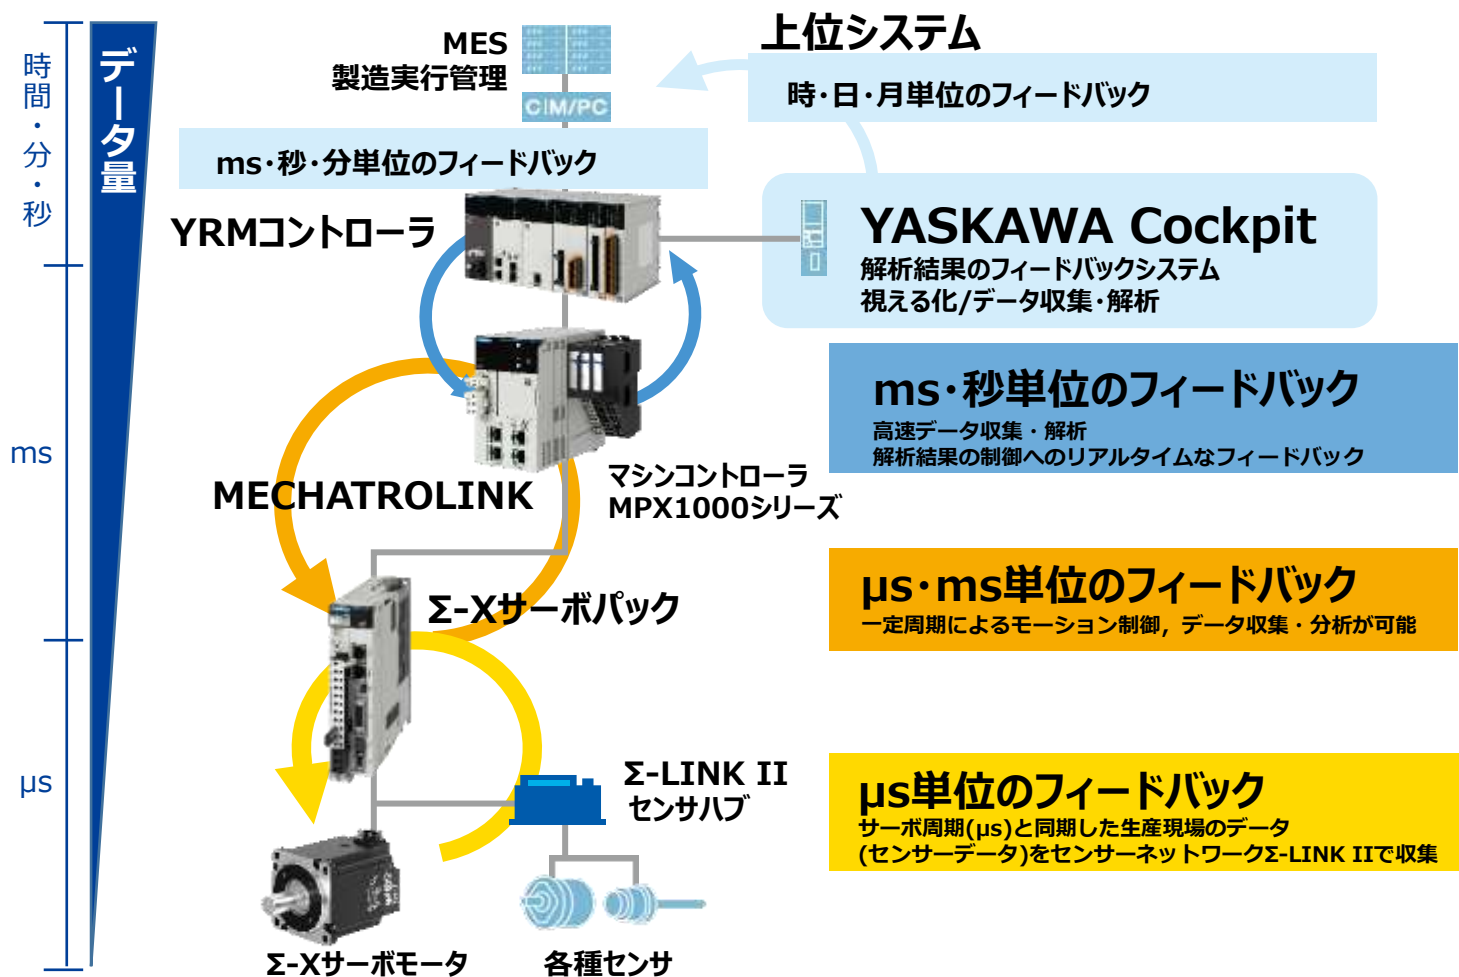 時間・分・秒
ms
μs
データ量
MES
製造実行管理
CIM/PC
上位システム
時・日・月単位のフィードバック
ms・秒・分単位のフィードバック
YRMコントローラ
YASKAWA Cockpit
解析結果のフィードバックシステム
視える化/データ収集・解析
ms・秒単位のフィードバック
高速データ収集・解析
解析結果の制御へのリアルタイムなフィードバック
マシンコントローラ
MPX1000シリーズ
MECHATROLINK
μs・ms単位のフィードバック
一定周期によるモーション制御, データ収集・分析が可能
Σ-Xサーボパック
Σ-LINK II
センサハブ
μs単位のフィードバック
サーボ周期(μs)と同期した生産現場のデータ
(センサーデータ)をセンサーネットワークΣ-LINK IIで収集
Σ-Xサーボモータ
各種センサ